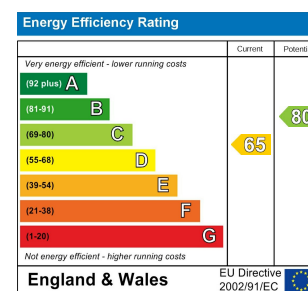 Energy Efficiency Rating
Current Potenti
Very energy efficient - lower running costs
(92 plus) A
(81-91) B
(69-80) C
(55-68) D
(39-54) E
(21-38) F
(1-20) G
65
80
Not energy efficient - higher running costs
England & Wales
EU Directive
2002/91/EC